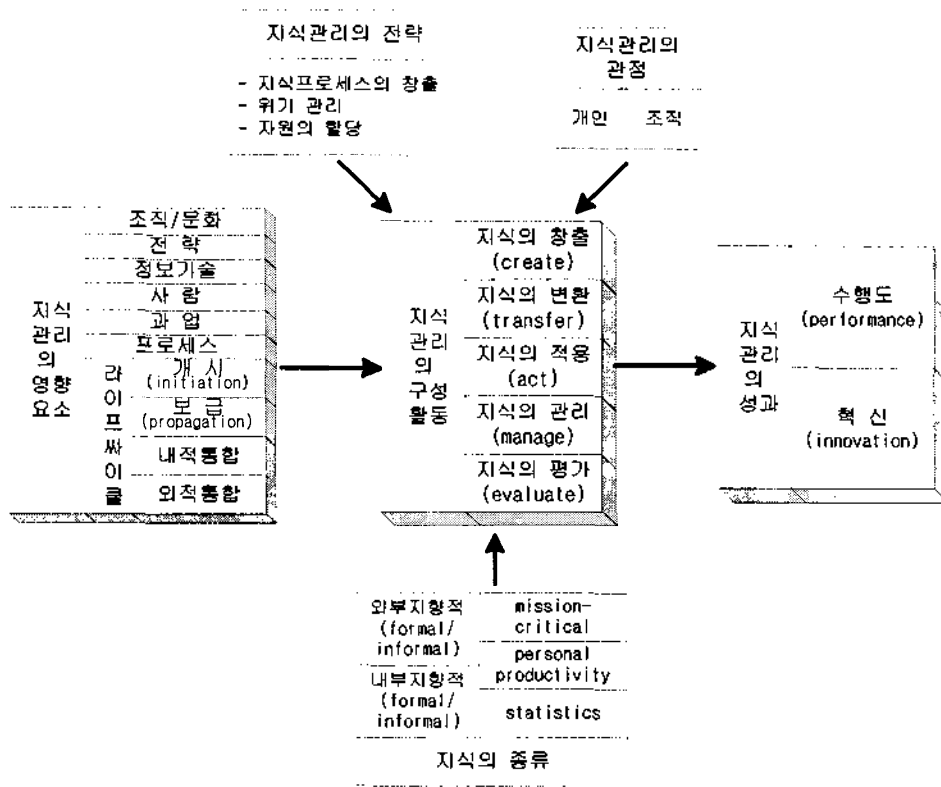 지식관리의 전략
- 지식프로세스의 창출
- 위기 관리
- 자원의 할당
지식관리의
관점
개인 조직
지식
관리
의
영향
요소
조직/문화
전 략
정보기술
사 람
과 업
프로세스
라
이
프
싸
이
클
개 시
(initiation)
보 급
(propagation)
내적통합
외적통합
지식
관리
의
구성
활동
지식의 창출
(create)
지식의 변환
(transfer)
지식의 적용
(act)
지식의 관리
(manage)
지식의 평가
(evaluate)
지식
관리
의
성과
수행도
(performance)
혁 신
(innovation)
외부지향적
(formal/
informal)
내부지향적
(formal/
informal)
mission-
critical
personal
productivity
statistics
지식의 종류